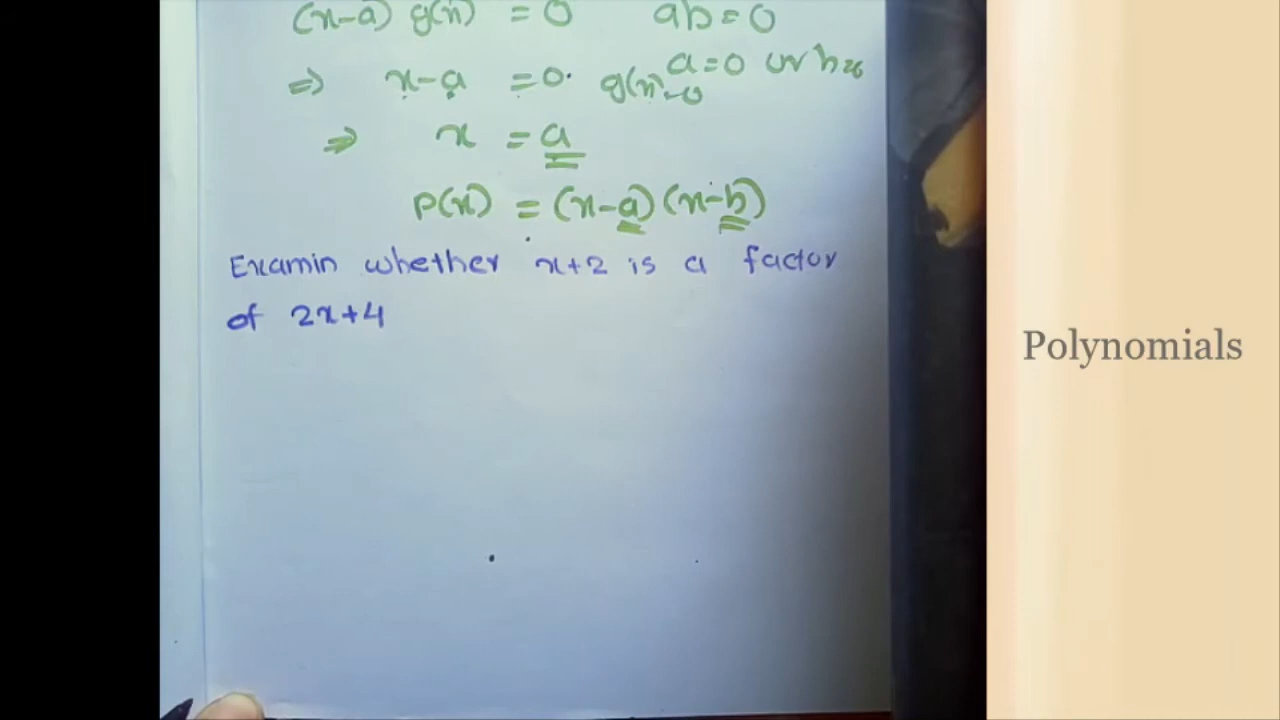 (x-a) g(x) = 0 ab = 0
a = 0 or b=0
⇒ x-a = 0. g(x)=0
⇒ x = a
P(x) = (x-a)(x-b)
Examin whether x+2 is a factor
of 2x+4
Polynomials